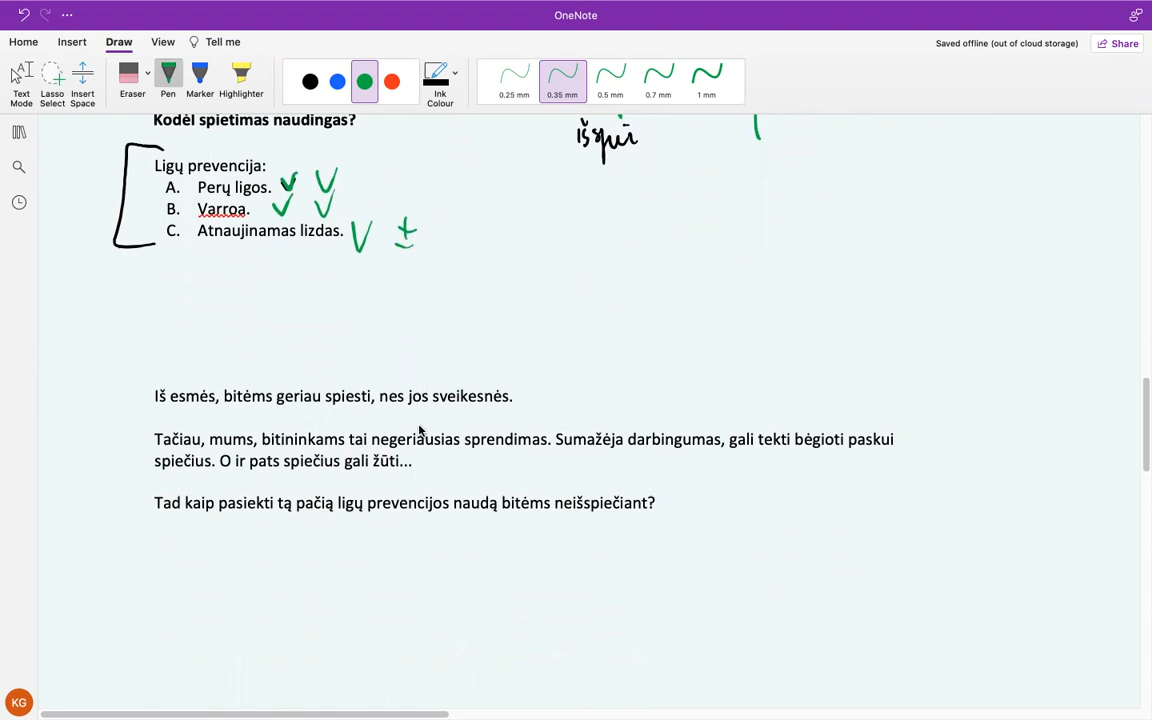 OneNote
Home Insert Draw View Tell me
Saved offline (out of cloud storage) Share
Text Mode
Lasso Select
Insert Space
Eraser
Pen
Marker
Highlighter
Ink Colour
0.25 mm
0.35 mm
0.5 mm
0.7 mm
1 mm
Kodėl spietimas naudingas?
Ligų prevencija:
A. Perų ligos. V V
B. Varroa. V V
C. Atnaujinamas lizdas. V ±
Iš esmės, bitėms geriau spiesti, nes jos sveikesnės.
Tačiau, mums, bitininkams tai negeriausias sprendimas. Sumažėja darbingumas, gali tekti bėgioti paskui
spiečius. O ir pats spiečius gali žūti...
Tad kaip pasiekti tą pačią ligų prevencijos naudą bitėms neišspiečiant?
KG